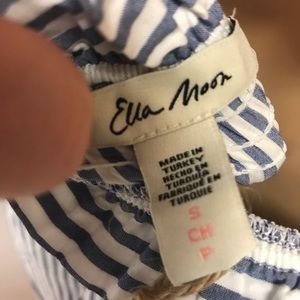 Ella Moon
MADE IN
TURKEY
HECHO EN
TURQUIA
FABRIQUÉ EN
TURQUIE
S
CH
P